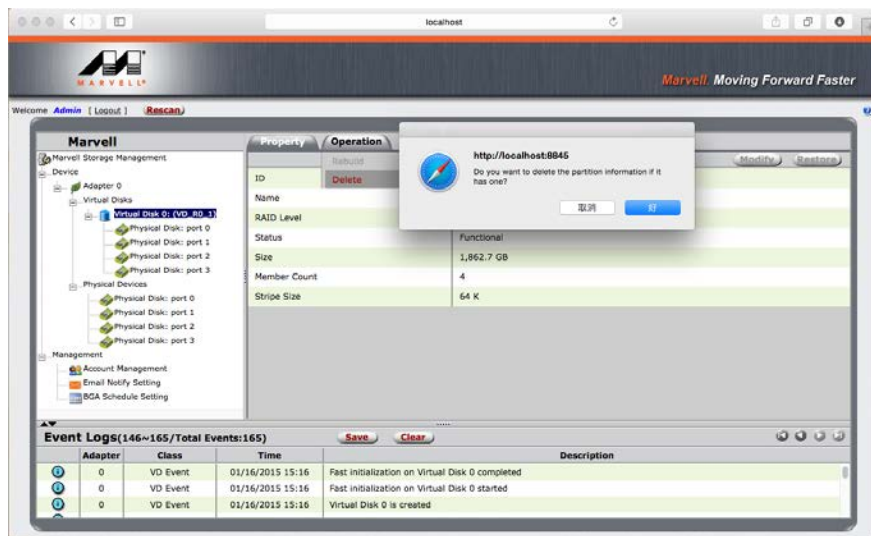 localhost
MARVELL®
Marvell. Moving Forward Faster
Welcome Admin [ Logout ] Rescan
Marvell
Marvell Storage Management
Device
Adapter 0
Virtual Disks
Virtual Disk 0: (VD_R0_1)
Physical Disk: port 0
Physical Disk: port 1
Physical Disk: port 2
Physical Disk: port 3
Physical Devices
Physical Disk: port 0
Physical Disk: port 1
Physical Disk: port 2
Physical Disk: port 3
Management
Account Management
Email Notify Setting
BGA Schedule Setting
Property Operation
Rebuild
Delete
Modify Restore
http://localhost:8845
Do you want to delete the partition information if it
has one?
取消 好
ID
Name
RAID Level
Status Functional
Size 1,862.7 GB
Member Count 4
Stripe Size 64 K
Event Logs(146~165/Total Events:165) Save Clear
Adapter Class Time Description
0 VD Event 01/16/2015 15:16 Fast initialization on Virtual Disk 0 completed
0 VD Event 01/16/2015 15:16 Fast initialization on Virtual Disk 0 started
0 VD Event 01/16/2015 15:16 Virtual Disk 0 is created